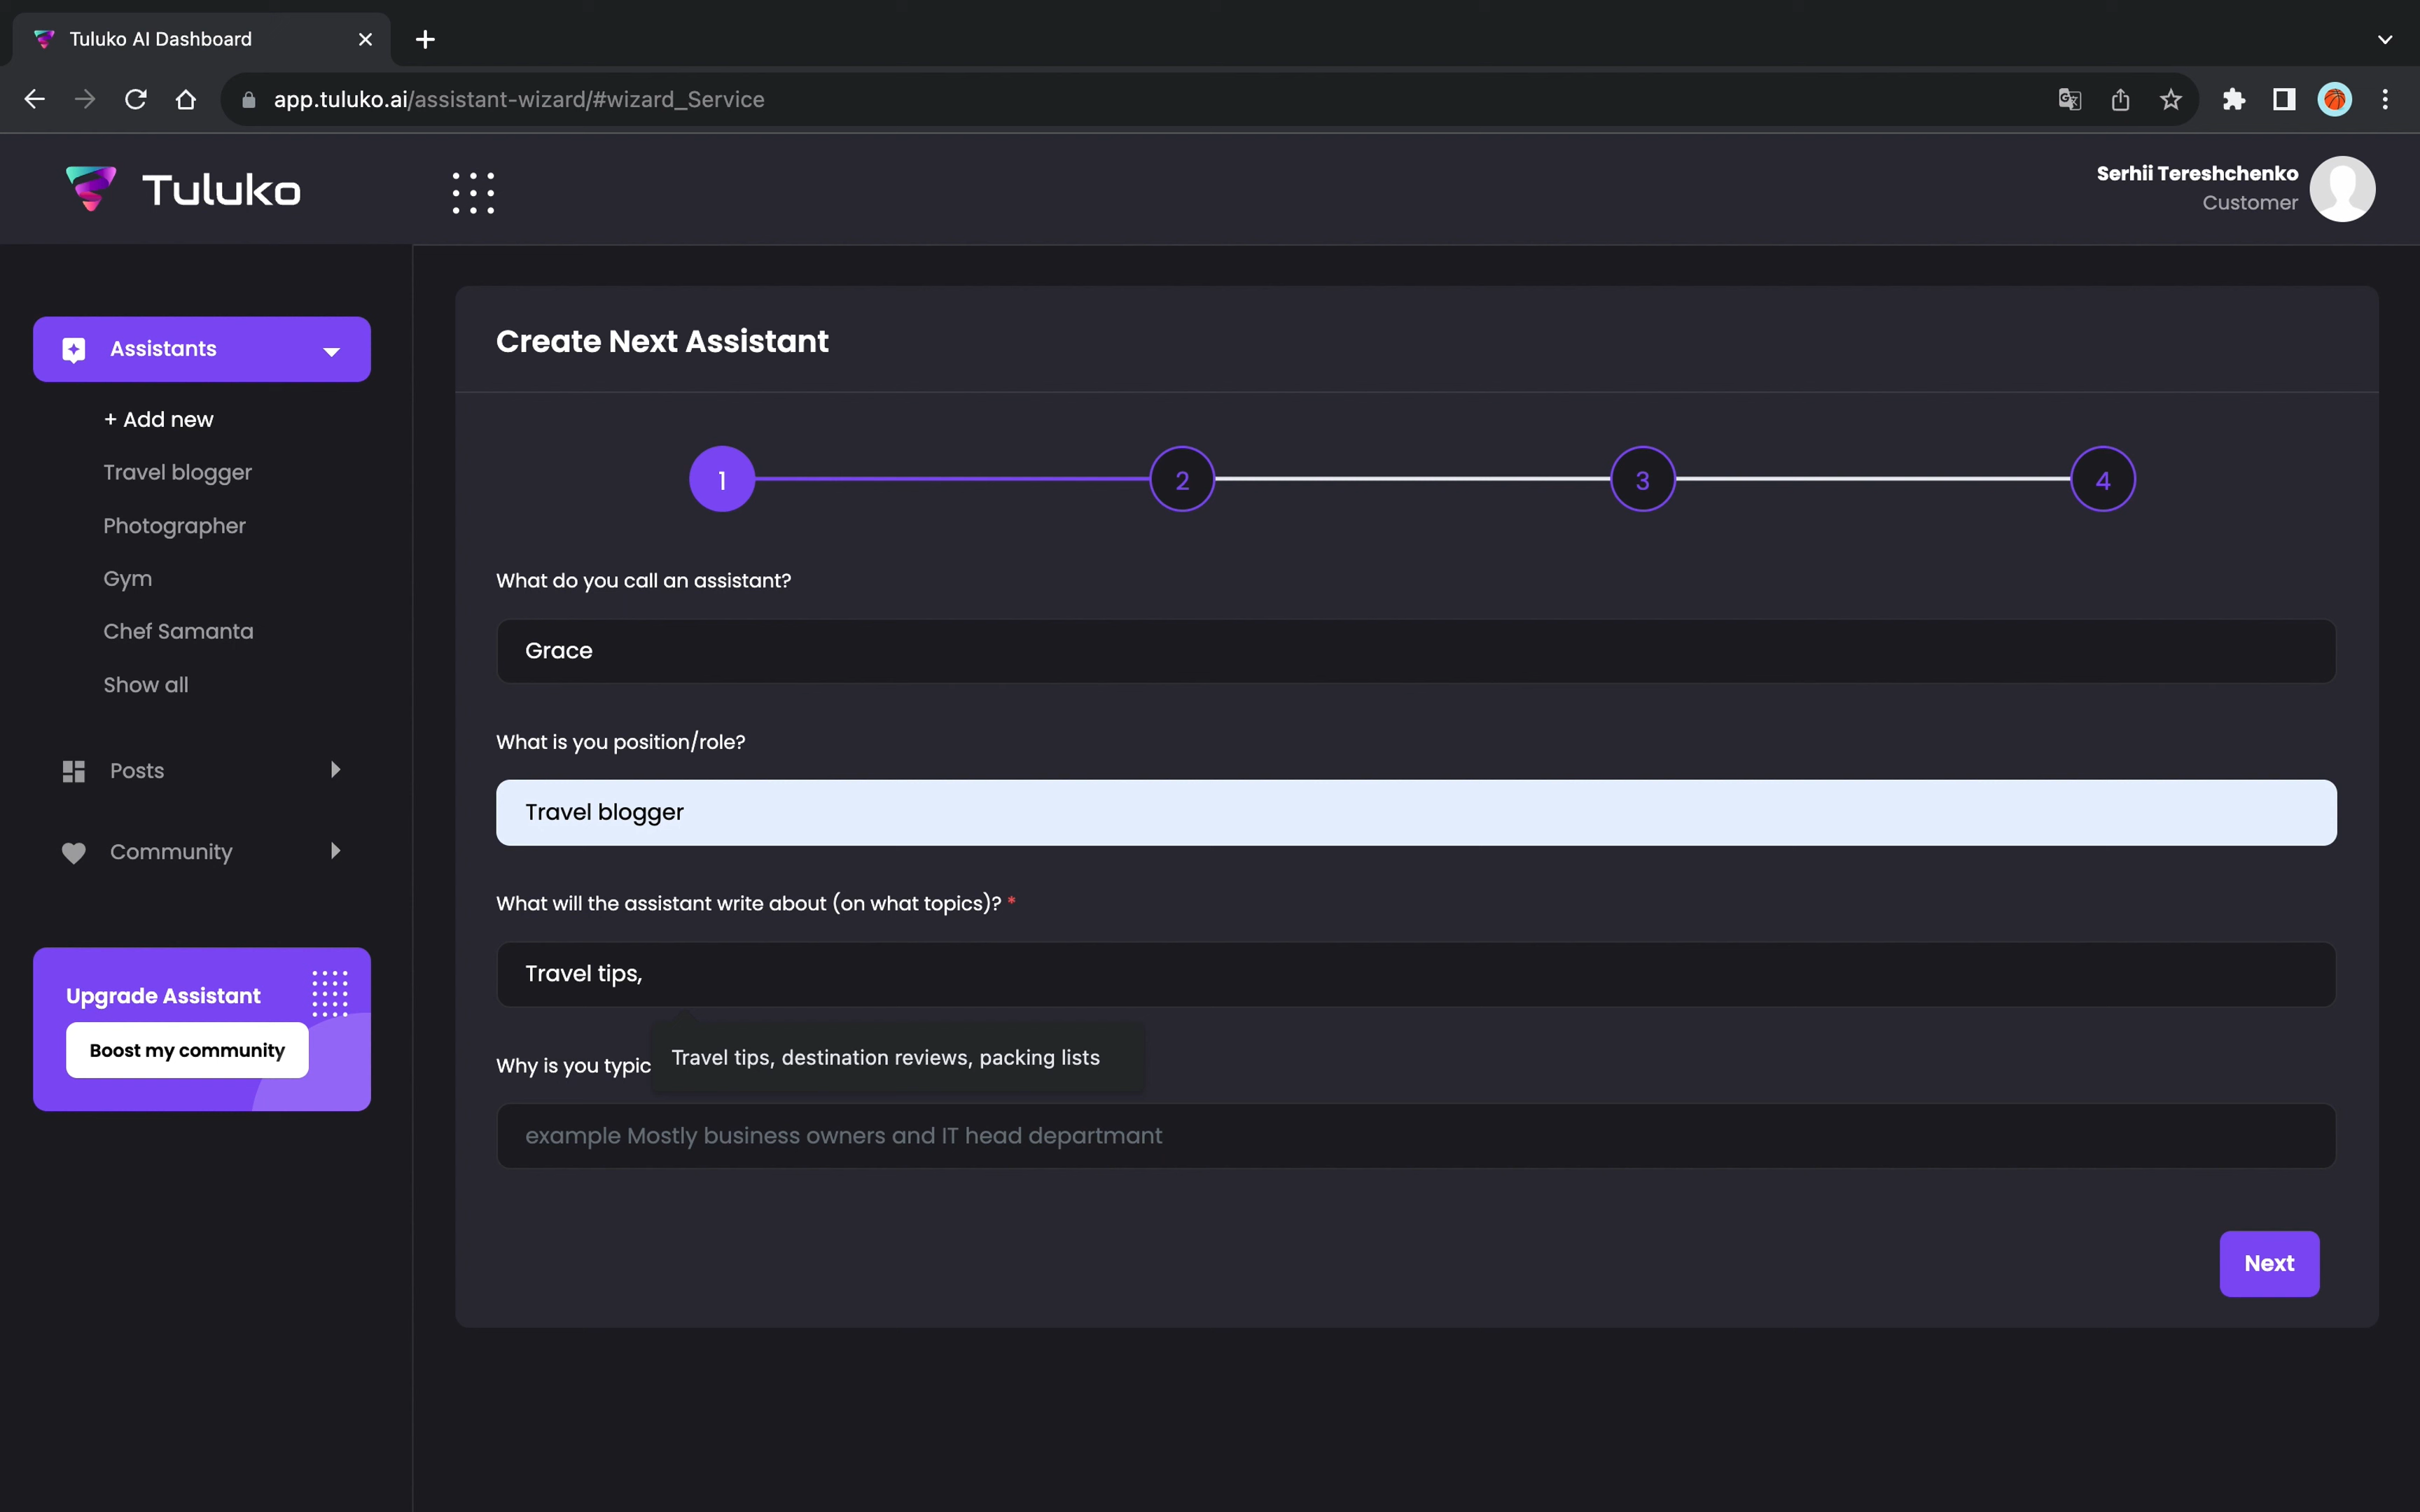 Tuluko AI Dashboard
app.tuluko.ai/assistant-wizard/#wizard_Service
Tuluko
Serhii Tereshchenko
Customer
Assistants
+ Add new
Travel blogger
Photographer
Gym
Chef Samanta
Show all
Posts
Community
Upgrade Assistant
Boost my community
Create Next Assistant
1
2
3
4
What do you call an assistant?
Grace
What is you position/role?
Travel blogger
What will the assistant write about (on what topics)? *
Travel tips,
Travel tips, destination reviews, packing lists
Why is you typic
example Mostly business owners and IT head departmant
Next